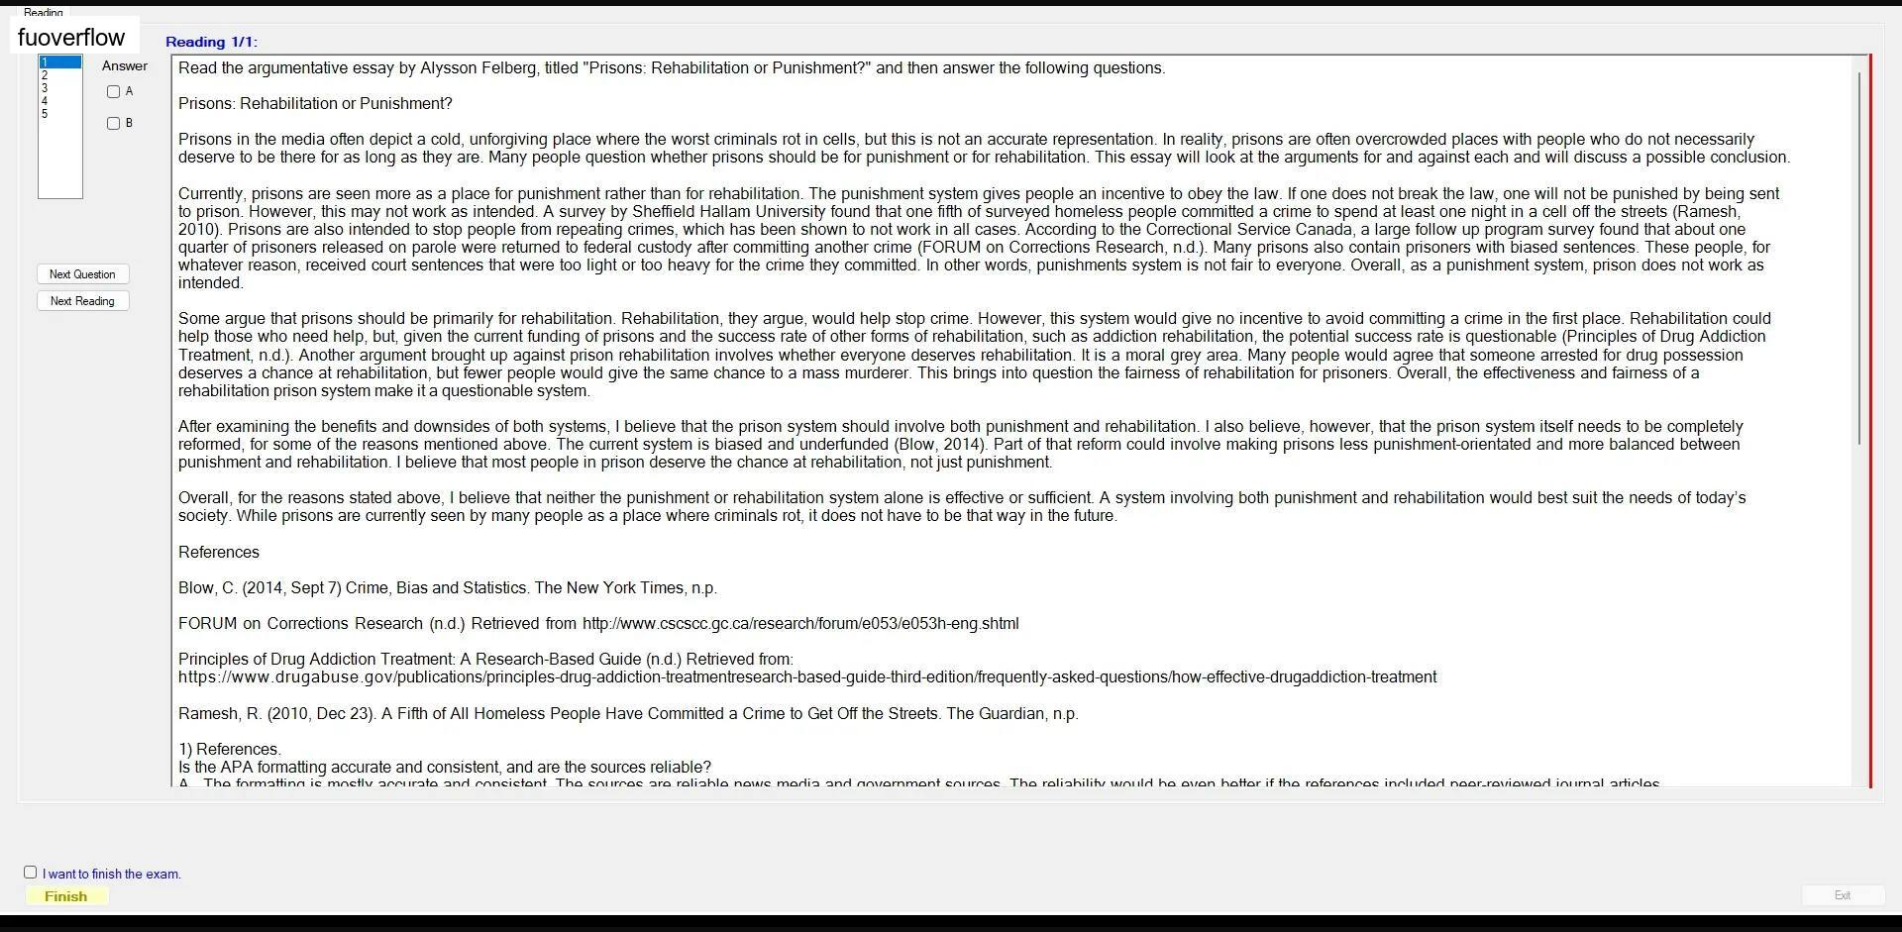 Reading
fuoverflow
Reading 1/1:
1
2
3
4
5
Answer
A
B
Next Question
Next Reading
Read the argumentative essay by Alysson Felberg, titled "Prisons: Rehabilitation or Punishment?" and then answer the following questions.
Prisons: Rehabilitation or Punishment?
Prisons in the media often depict a cold, unforgiving place where the worst criminals rot in cells, but this is not an accurate representation. In reality, prisons are often overcrowded places with people who do not necessarily
deserve to be there for as long as they are. Many people question whether prisons should be for punishment or for rehabilitation. This essay will look at the arguments for and against each and will discuss a possible conclusion.
Currently, prisons are seen more as a place for punishment rather than for rehabilitation. The punishment system gives people an incentive to obey the law. If one does not break the law, one will not be punished by being sent
to prison. However, this may not work as intended. A survey by Sheffield Hallam University found that one fifth of surveyed homeless people committed a crime to spend at least one night in a cell off the streets (Ramesh,
2010). Prisons are also intended to stop people from repeating crimes, which has been shown to not work in all cases. According to the Correctional Service Canada, a large follow up program survey found that about one
quarter of prisoners released on parole were returned to federal custody after committing another crime (FORUM on Corrections Research, n.d.). Many prisons also contain prisoners with biased sentences. These people, for
whatever reason, received court sentences that were too light or too heavy for the crime they committed. In other words, punishments system is not fair to everyone. Overall, as a punishment system, prison does not work as
intended.
Some argue that prisons should be primarily for rehabilitation. Rehabilitation, they argue, would help stop crime. However, this system would give no incentive to avoid committing a crime in the first place. Rehabilitation could
help those who need help, but, given the current funding of prisons and the success rate of other forms of rehabilitation, such as addiction rehabilitation, the potential success rate is questionable (Principles of Drug Addiction
Treatment, n.d.). Another argument brought up against prison rehabilitation involves whether everyone deserves rehabilitation. It is a moral grey area. Many people would agree that someone arrested for drug possession
deserves a chance at rehabilitation, but fewer people would give the same chance to a mass murderer. This brings into question the fairness of rehabilitation for prisoners. Overall, the effectiveness and fairness of a
rehabilitation prison system make it a questionable system.
After examining the benefits and downsides of both systems, I believe that the prison system should involve both punishment and rehabilitation. I also believe, however, that the prison system itself needs to be completely
reformed, for some of the reasons mentioned above. The current system is biased and underfunded (Blow, 2014). Part of that reform could involve making prisons less punishment-orientated and more balanced between
punishment and rehabilitation. I believe that most people in prison deserve the chance at rehabilitation, not just punishment.
Overall, for the reasons stated above, I believe that neither the punishment or rehabilitation system alone is effective or sufficient. A system involving both punishment and rehabilitation would best suit the needs of today's
society. While prisons are currently seen by many people as a place where criminals rot, it does not have to be that way in the future.
References
Blow, C. (2014, Sept 7) Crime, Bias and Statistics. The New York Times, n.p.
FORUM on Corrections Research (n.d.) Retrieved from http://www.cscscc.gc.ca/research/forum/e053/e053h-eng.shtml
Principles of Drug Addiction Treatment: A Research-Based Guide (n.d.) Retrieved from:
https://www.drugabuse.gov/publications/principles-drug-addiction-treatmentresearch-based-guide-third-edition/frequently-asked-questions/how-effective-drugaddiction-treatment
Ramesh, R. (2010, Dec 23). A Fifth of All Homeless People Have Committed a Crime to Get Off the Streets. The Guardian, n.p.
1) References.
Is the APA formatting accurate and consistent, and are the sources reliable?
A. The formatting is mostly accurate and consistent. The sources are reliable news media and government sources. The reliability would be even better if the references included peer-reviewed journal articles.
I want to finish the exam.
Finish
Exit